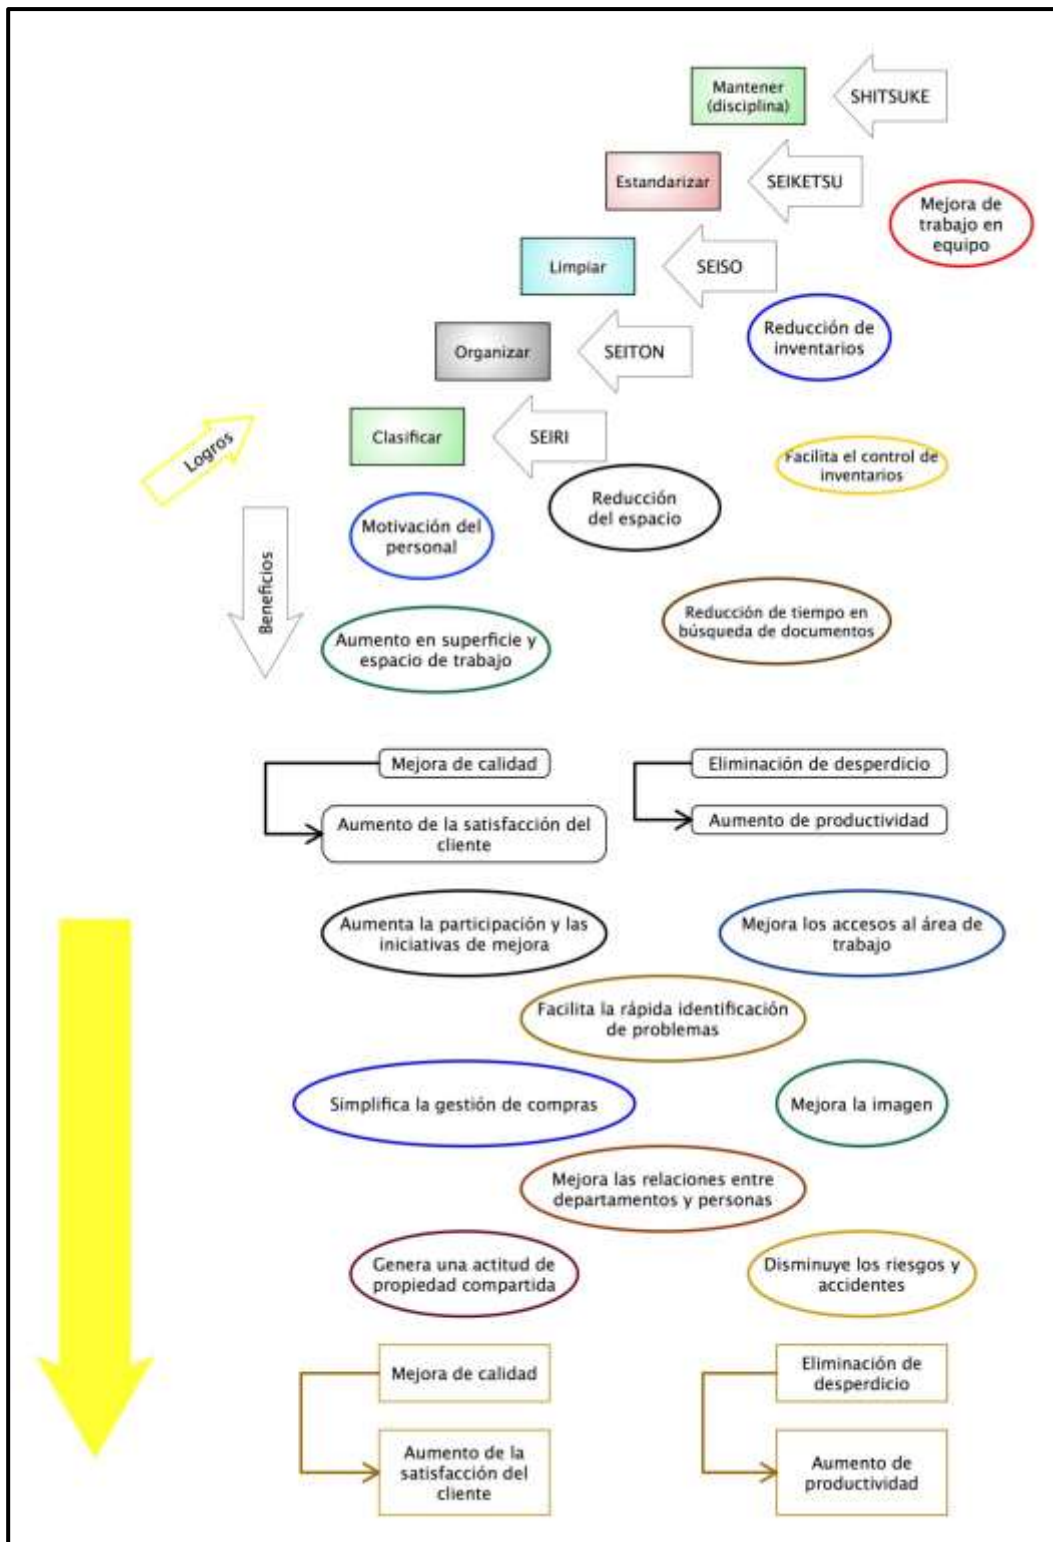 Mantener
(disciplina)
SHITSUKE
Estandarizar
SEIKETSU
Mejora de
trabajo en
equipo
Limpiar
SEISO
Reducción de
inventarios
Organizar
SEITON
Logros
Clasificar
SEIRI
Facilita el control de
inventarios
Reducción
del espacio
Motivación del
personal
Beneficios
Reducción de tiempo en
búsqueda de documentos
Aumento en superficie y
espacio de trabajo
Mejora de calidad
Eliminación de desperdicio
Aumento de la satisfacción del
cliente
Aumento de productividad
Aumenta la participación y las
iniciativas de mejora
Mejora los accesos al área de
trabajo
Facilita la rápida identificación
de problemas
Simplifica la gestión de compras
Mejora la imagen
Mejora las relaciones entre
departamentos y personas
Genera una actitud de
propiedad compartida
Disminuye los riesgos y
accidentes
Mejora de calidad
Eliminación de
desperdicio
Aumento de la
satisfacción del
cliente
Aumento de
productividad